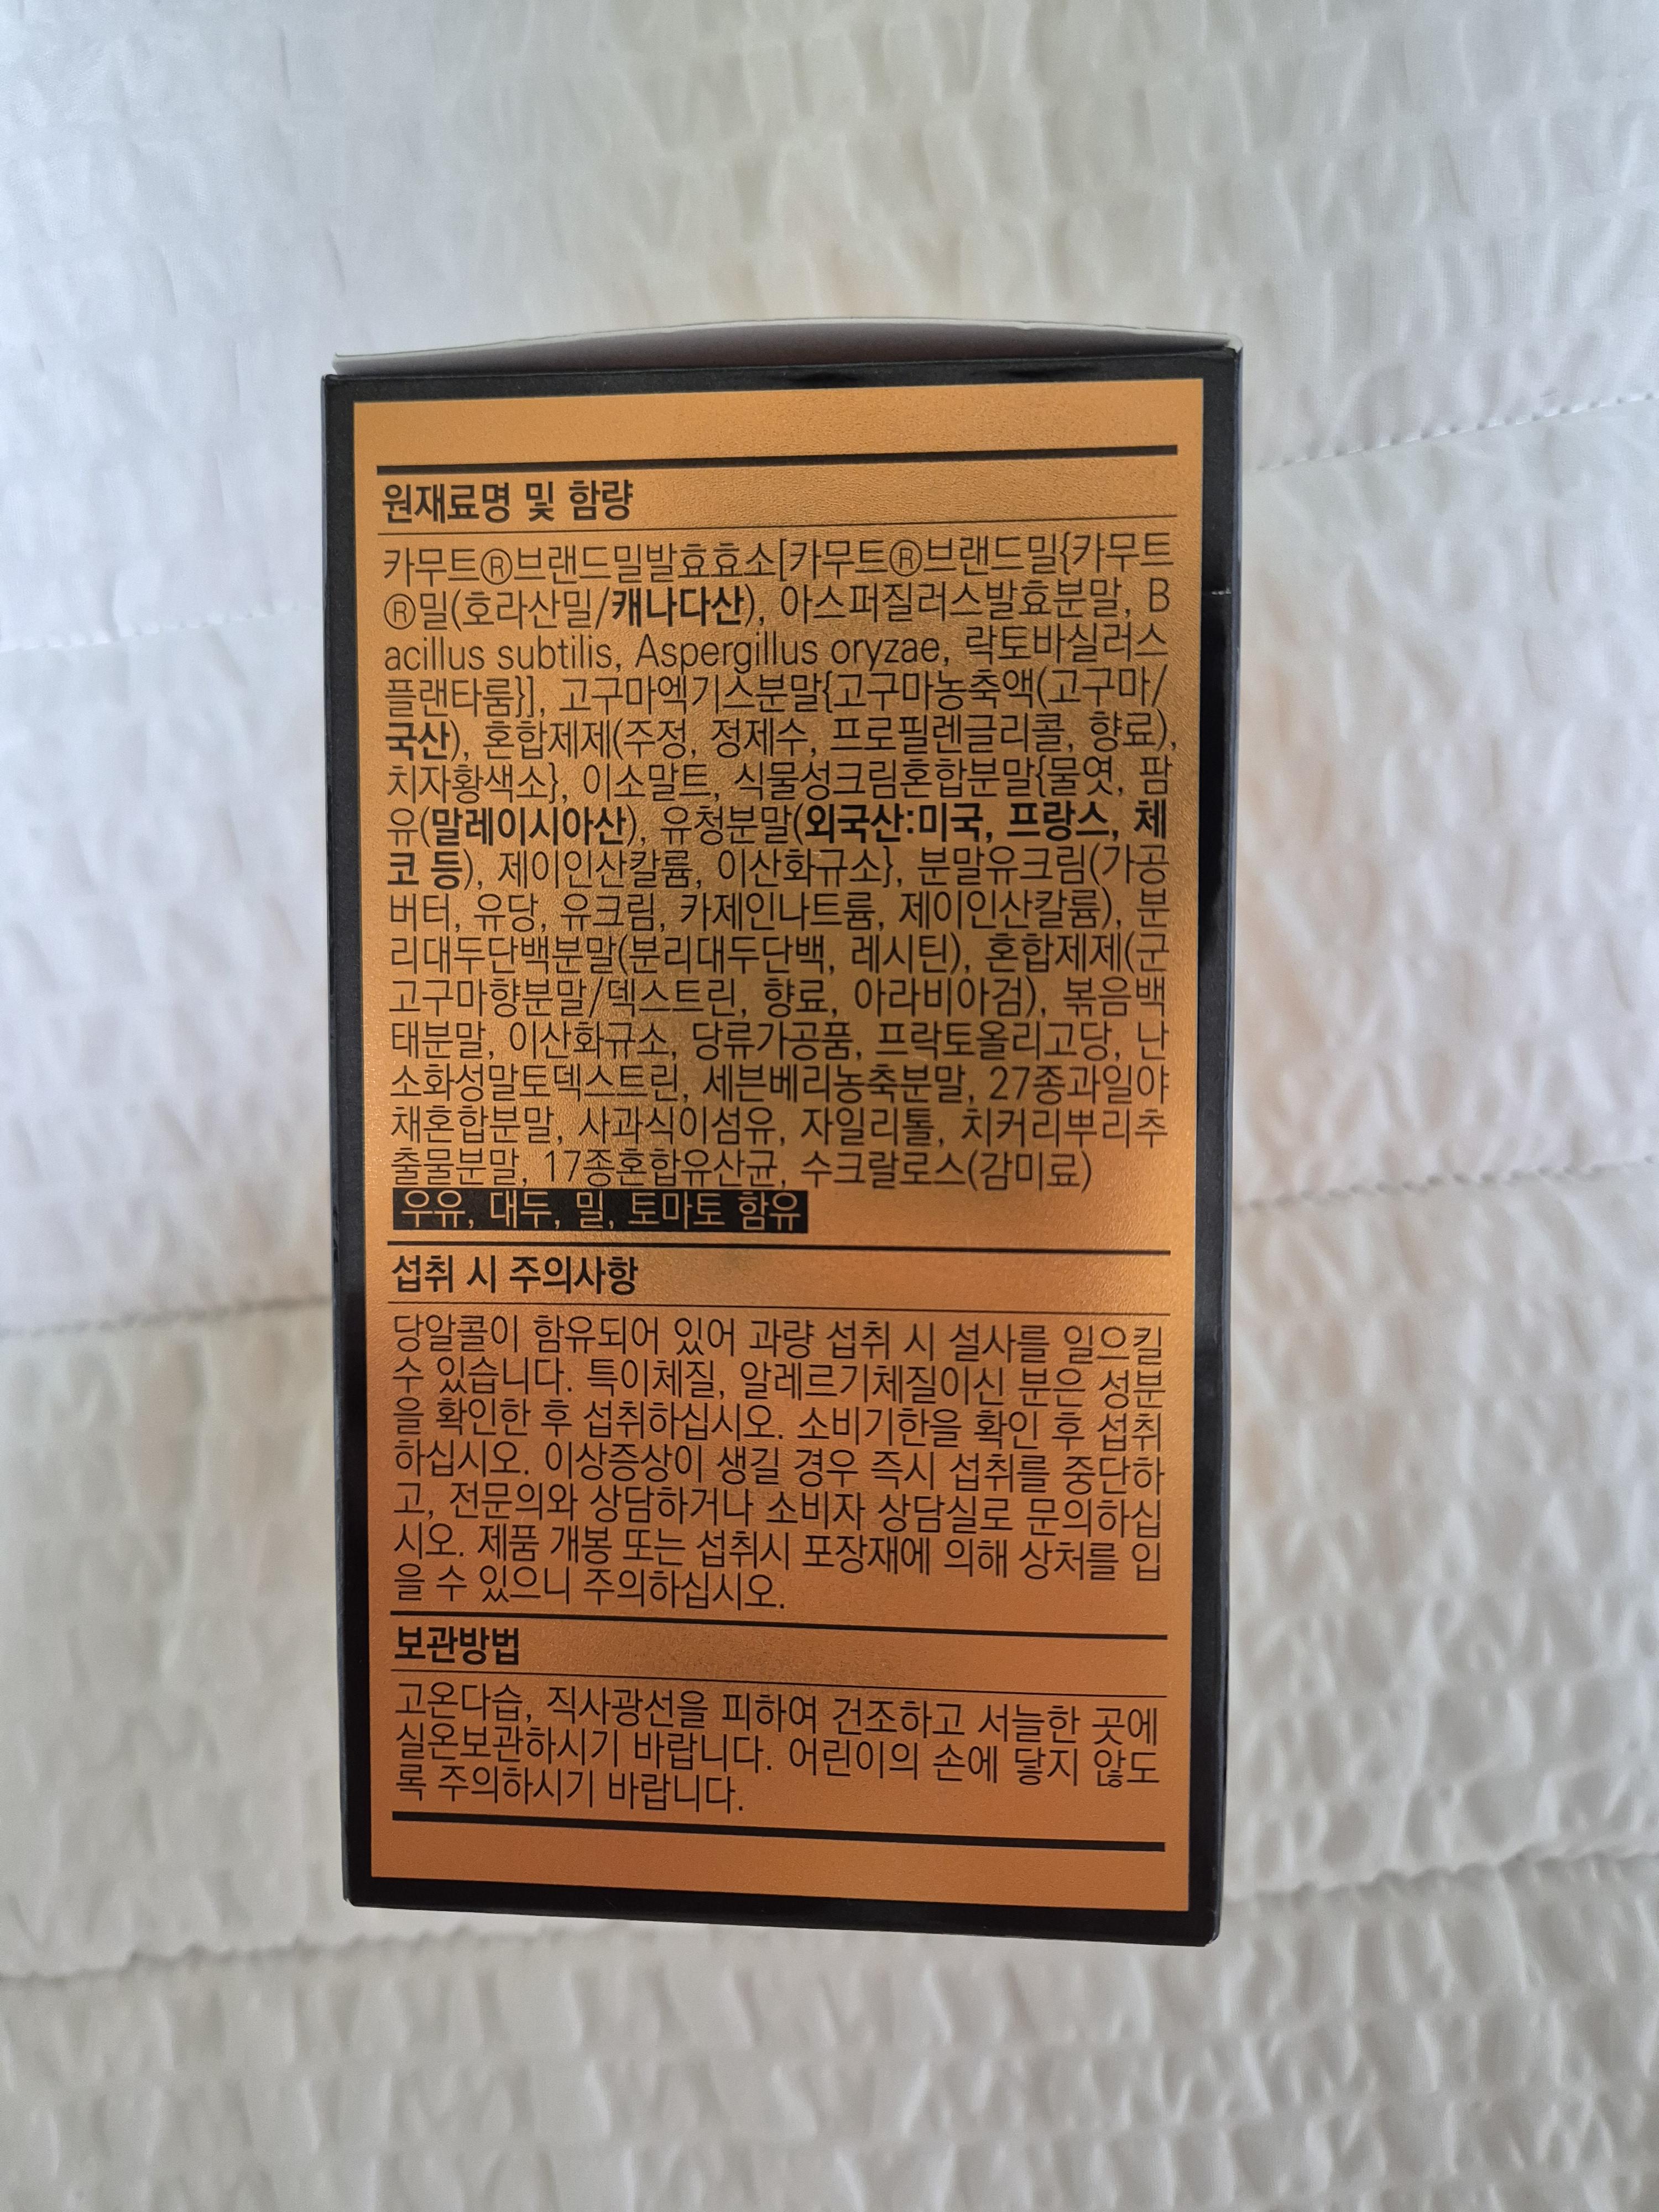 원재료명 및 함량
카무트®브랜드밀발효효소[카무트®브랜드밀{카무트
®밀(호라산밀/캐나다산), 아스퍼질러스발효분말, B
acillus subtilis, Aspergillus oryzae, 락토바실러스
플랜타룸}], 고구마엑기스분말{고구마농축액(고구마/
국산), 혼합제제(주정, 정제수, 프로필렌글리콜, 향료),
치자황색소}, 이소말트, 식물성크림혼합분말{물엿, 팜
유(말레이시아산), 유청분말(외국산:미국, 프랑스, 체
코 등), 제이인산칼륨, 이산화규소}, 분말유크림(가공
버터, 유당, 유크림, 카제인나트륨, 제이인산칼륨), 분
리대두단백분말(분리대두단백, 레시틴), 혼합제제(군
고구마향분말/덱스트린, 향료, 아라비아검), 볶음백
태분말, 이산화규소, 당류가공품, 프락토올리고당, 난
소화성말토덱스트린, 세븐베리농축분말, 27종과일야
채혼합분말, 사과식이섬유, 자일리톨, 치커리뿌리추
출물분말, 17종혼합유산균, 수크랄로스(감미료)
우유, 대두, 밀, 토마토 함유
섭취 시 주의사항
당알콜이 함유되어 있어 과량 섭취 시 설사를 일으킬
수 있습니다. 특이체질, 알레르기체질이신 분은 성분
을 확인한 후 섭취하십시오. 소비기한을 확인 후 섭취
하십시오. 이상증상이 생길 경우 즉시 섭취를 중단하
고, 전문의와 상담하거나 소비자 상담실로 문의하십
시오. 제품 개봉 또는 섭취시 포장재에 의해 상처를 입
을 수 있으니 주의하십시오.
보관방법
고온다습, 직사광선을 피하여 건조하고 서늘한 곳에
실온보관하시기 바랍니다. 어린이의 손에 닿지 않도
록 주의하시기 바랍니다.